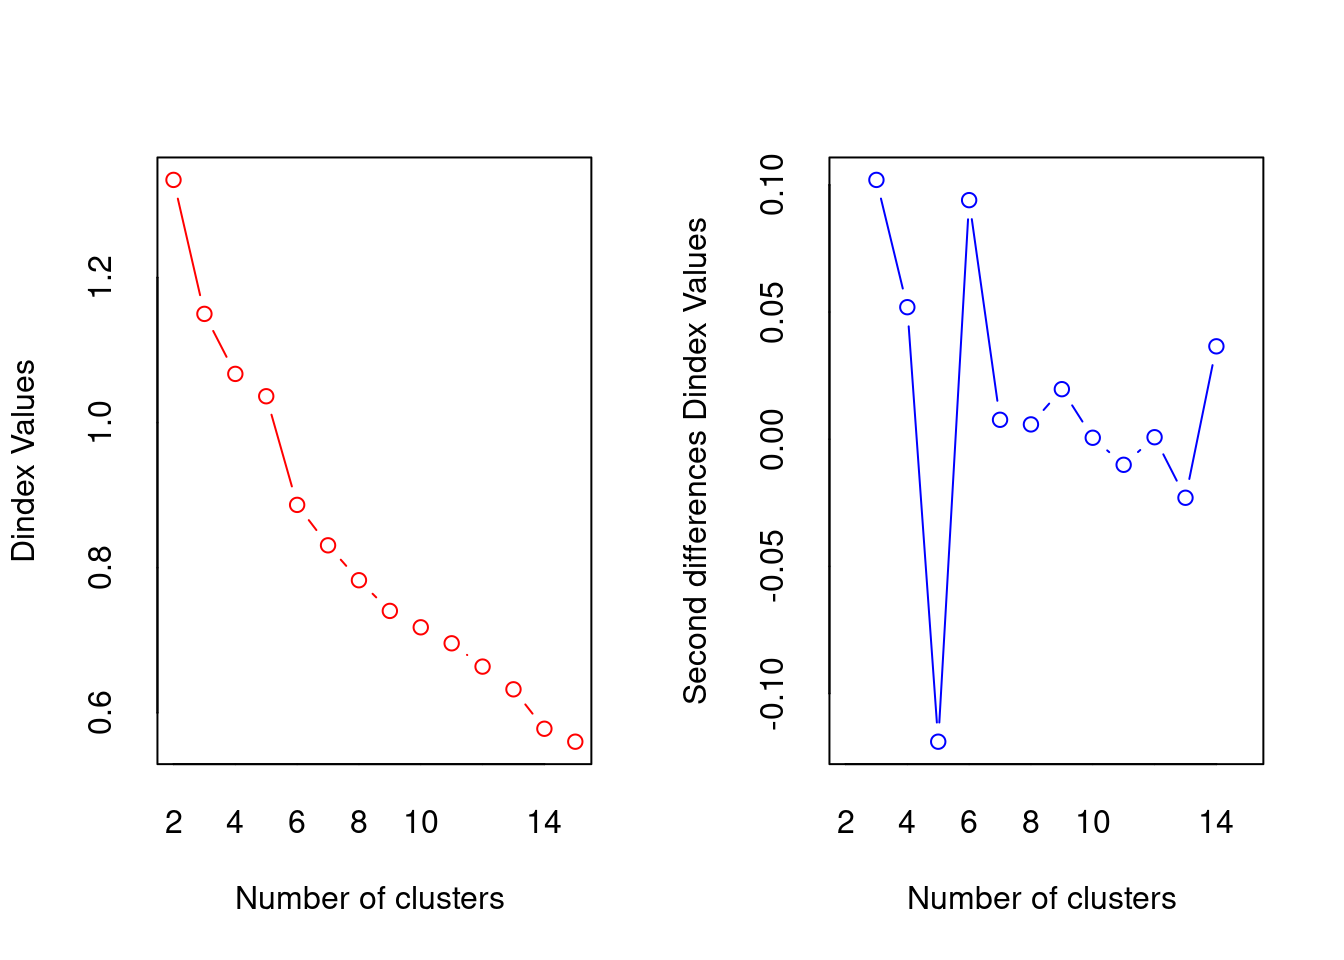 Dindex Values
0.6
0.8
1.0
1.2
2 4 6 8 10 14
Number of clusters
Second differences Dindex Values
-0.10
-0.05
0.00
0.05
0.10
2 4 6 8 10 14
Number of clusters